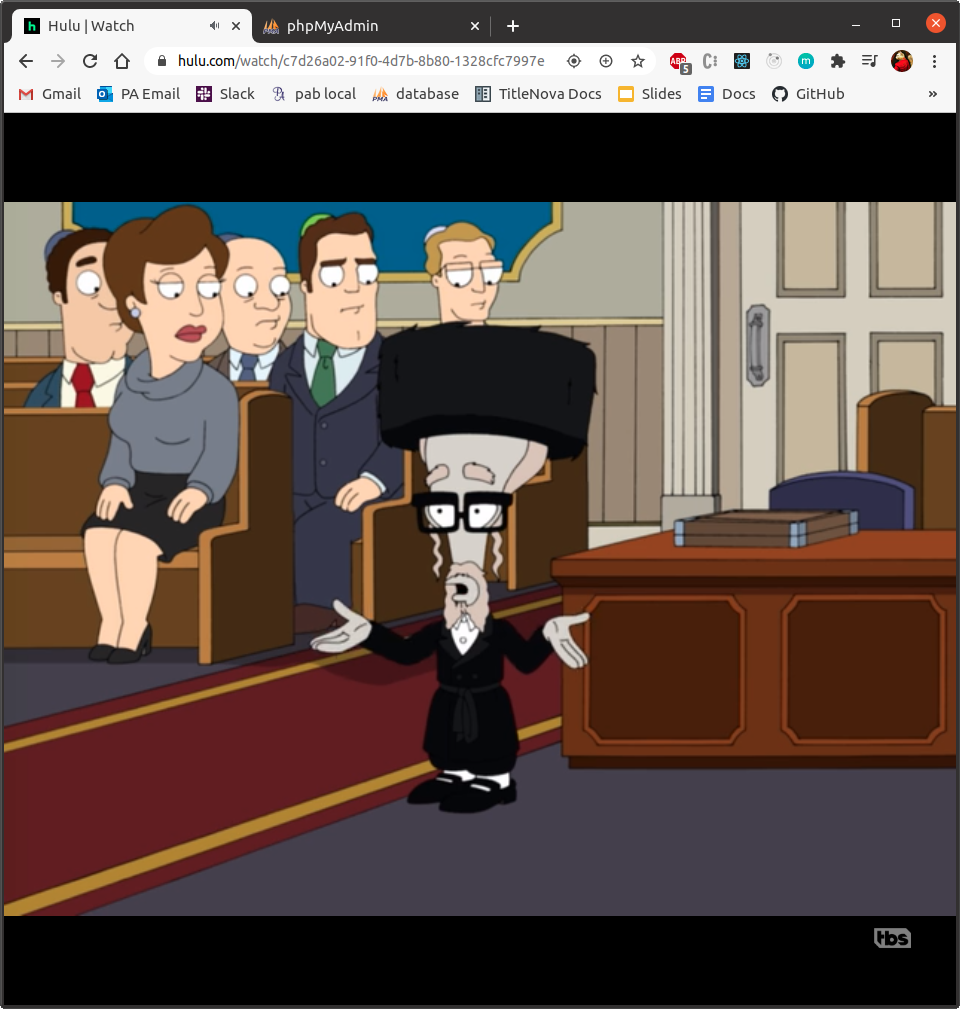 Hulu | Watch
phpMyAdmin
hulu.com/watch/c7d26a02-91f0-4d7b-8b80-1328cfc7997e
ABP
5
C
m
Gmail
PA Email
Slack
pab local
PMA
database
TitleNova Docs
Slides
Docs
GitHub
»
tbs